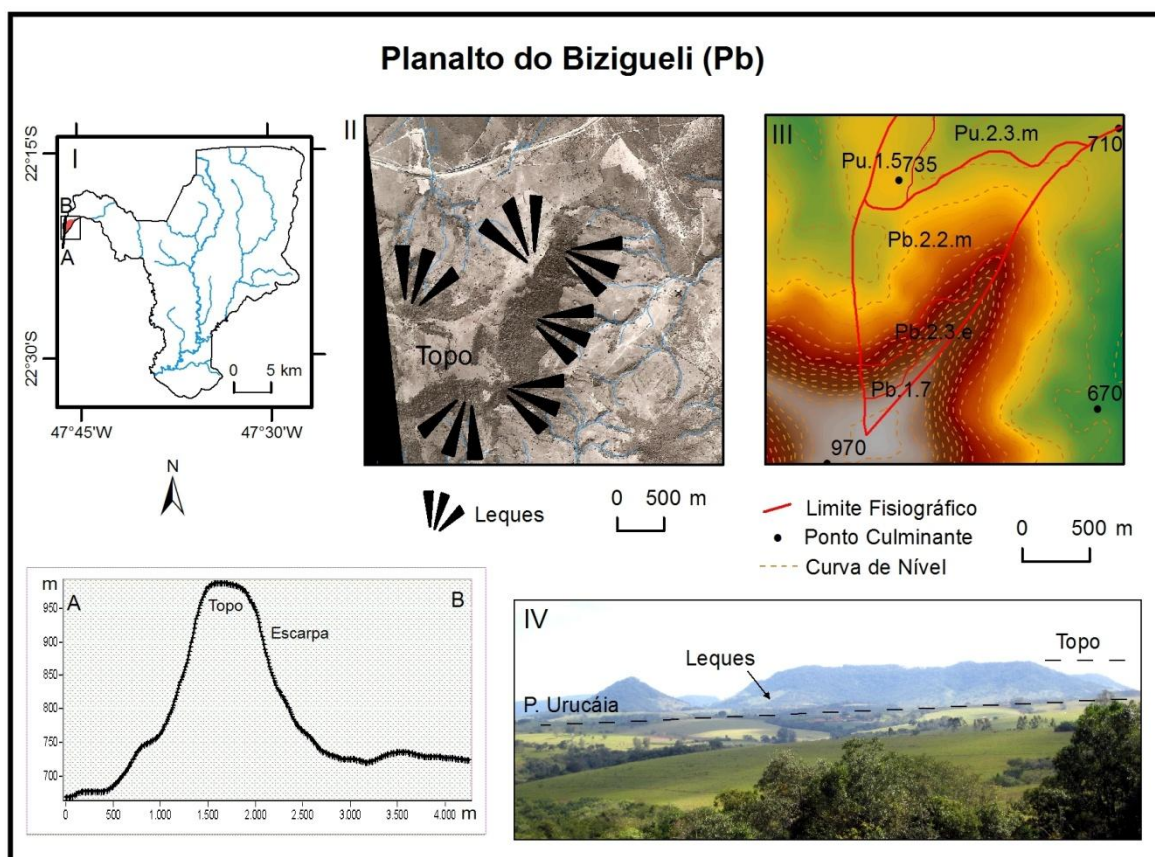 Planalto do Bizigueli (Pb)
I
22°15'S
22°30'S
B
A
0 5 km
47°45'W 47°30'W
N
II
Topo
Leques
0 500 m
III
Pu.2.3.m
Pu.1.5
735
710
Pb.2.2.m
Pb.2.3.e
Pb.1.7
670
970
Limite Fisiográfico
Ponto Culminante
Curva de Nível
0 500 m
m
A B
950
900
850
800
750
700
Topo
Escarpa
0 500 1.000 1.500 2.000 2.500 3.000 3.500 4.000 m
IV
Topo
Leques
P. Urucáia